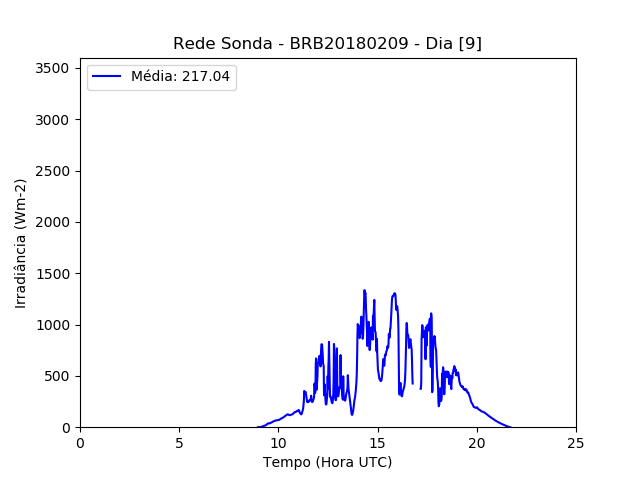 Rede Sonda - BRB20180209 - Dia [9]
Média: 217.04
3500
3000
2500
2000
1500
1000
500
0
Irradiância (Wm-2)
0 5 10 15 20 25
Tempo (Hora UTC)